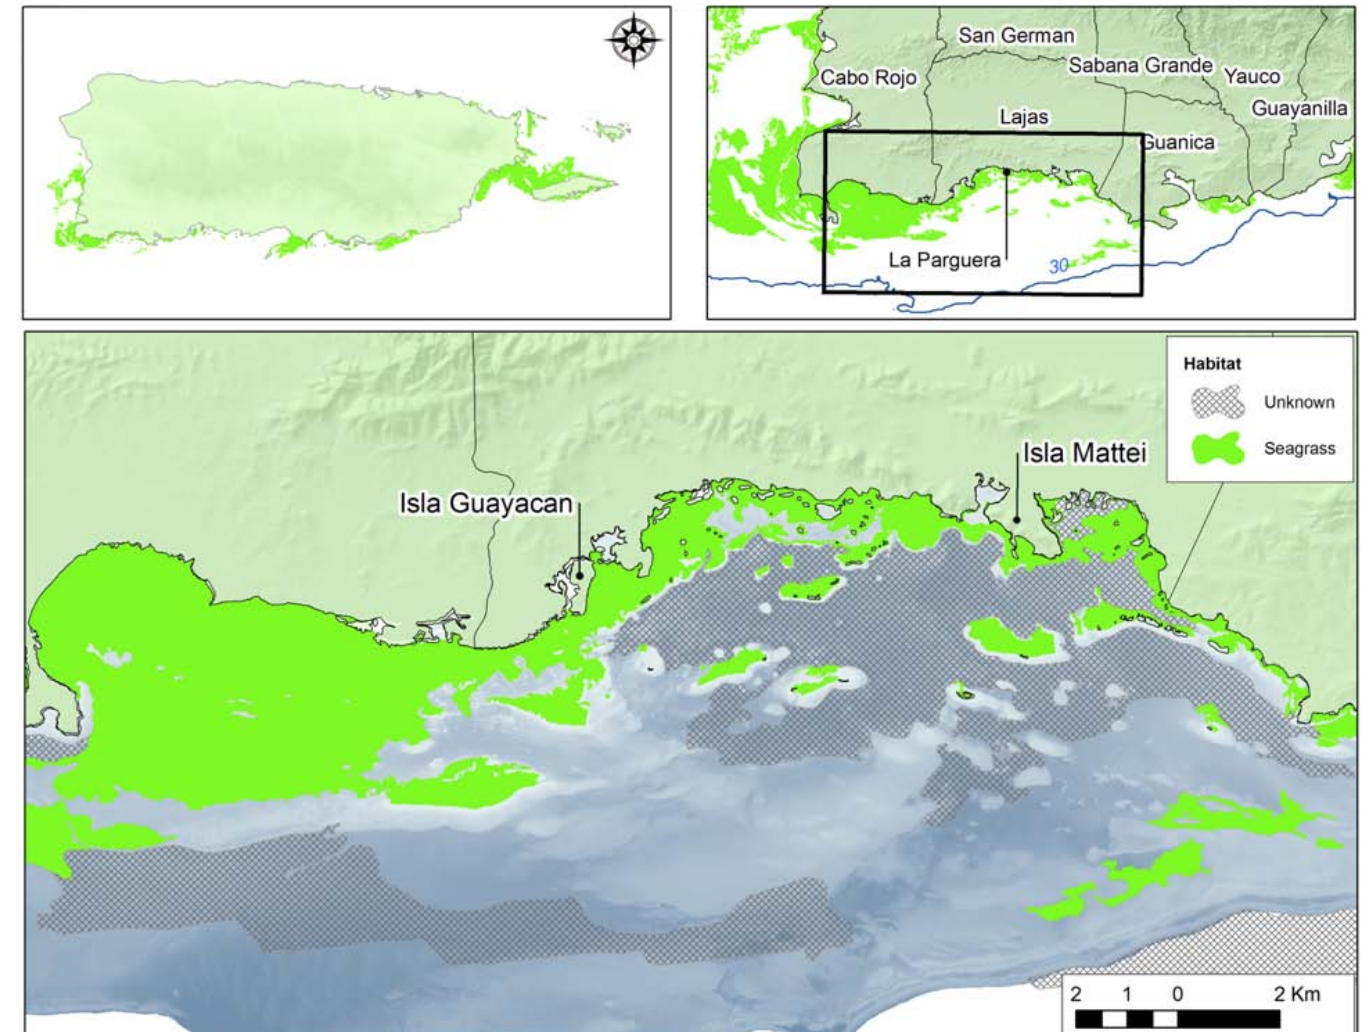 San German
Cabo Rojo
Sabana Grande
Yauco
Guayanilla
Lajas
Guanica
La Parguera
30
Habitat
Unknown
Seagrass
Isla Mattei
Isla Guayacan
2 1 0 2 Km